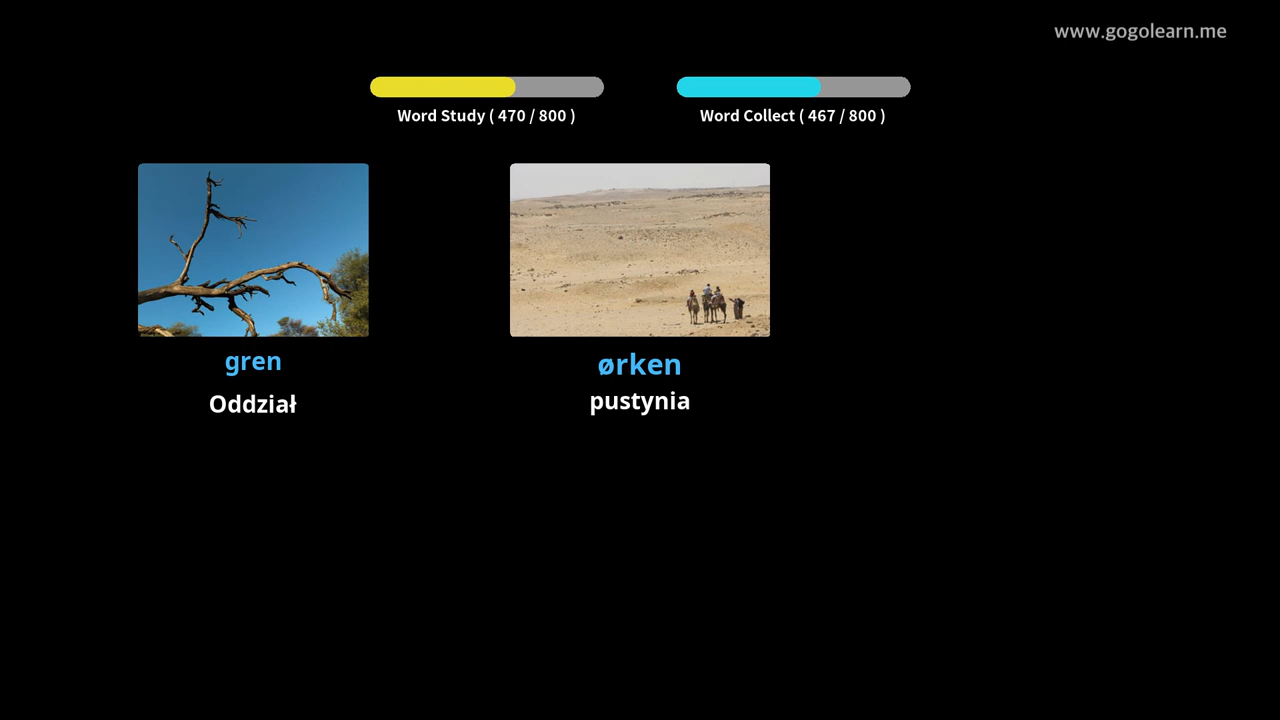 www.gogolearn.me
Word Study ( 470 / 800 )
Word Collect ( 467 / 800 )
gren
Oddział
ørken
pustynia